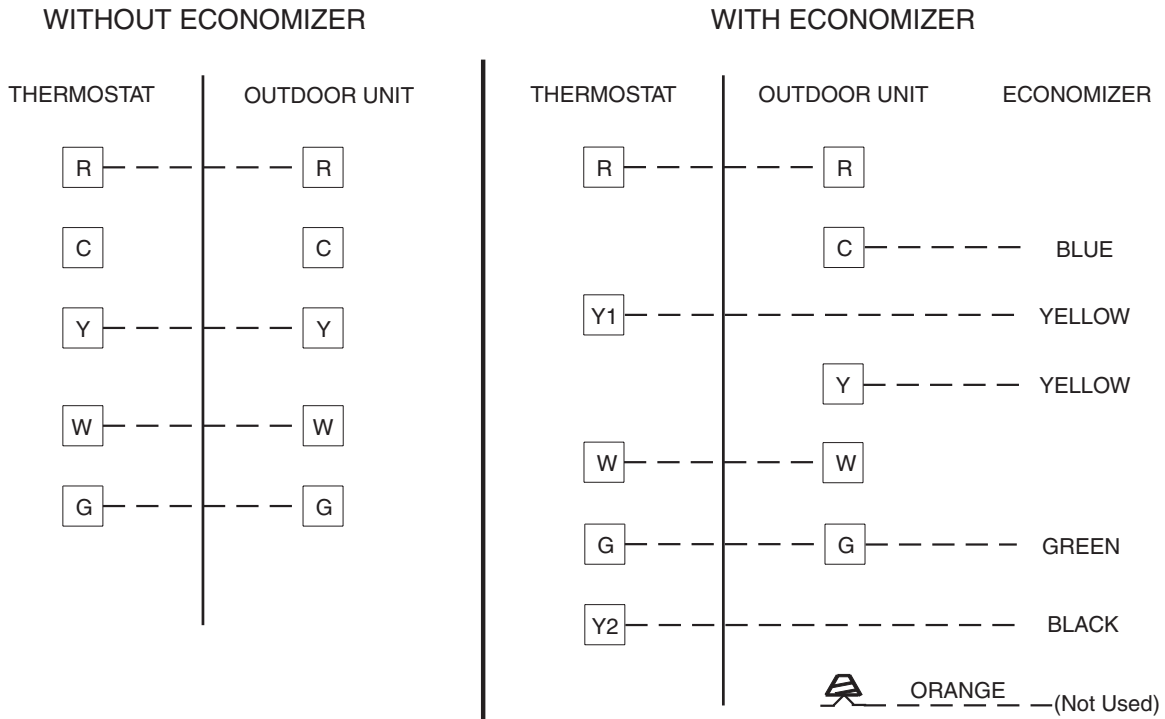 WITHOUT ECONOMIZER
THERMOSTAT OUTDOOR UNIT
R R
C C
Y Y
W W
G G
WITH ECONOMIZER
THERMOSTAT OUTDOOR UNIT ECONOMIZER
R R
C BLUE
Y1 YELLOW
Y YELLOW
W W
G G GREEN
Y2 BLACK
ORANGE (Not Used)